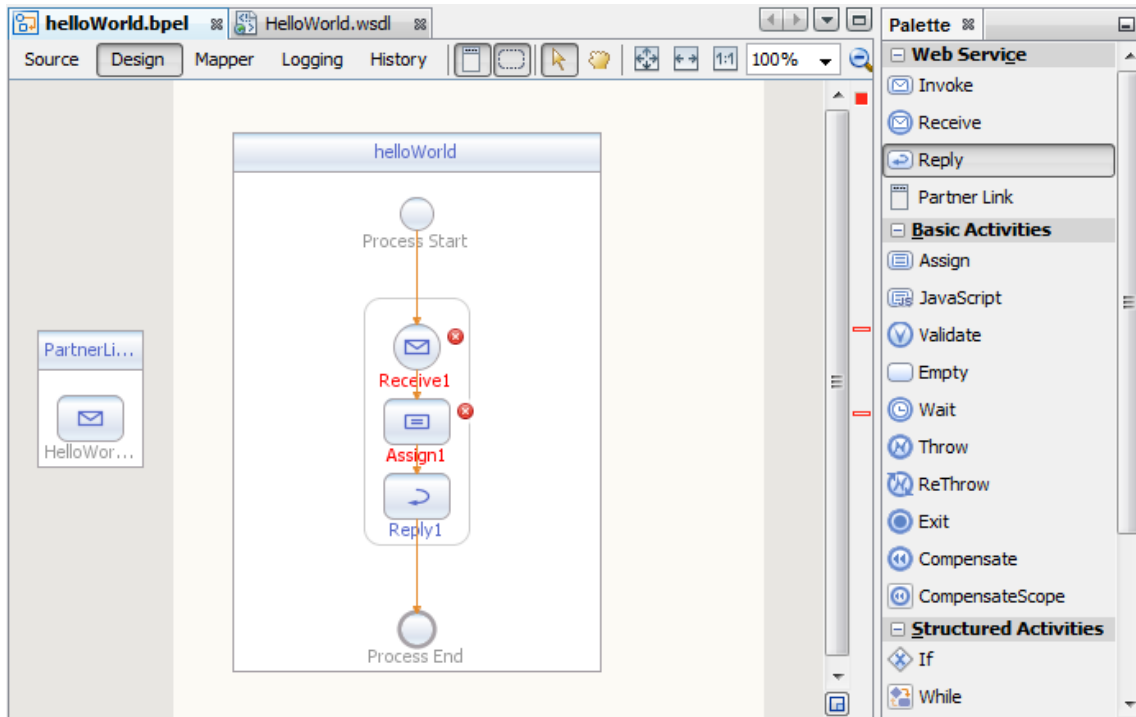 helloWorld.bpel HelloWorld.wsdl
Source Design Mapper Logging History 1:1 100%
helloWorld
Process Start
Receive1
Assign1
Reply1
Process End
PartnerLi...
HelloWor...
Palette
Web Service
Invoke
Receive
Reply
Partner Link
Basic Activities
Assign
JavaScript
Validate
Empty
Wait
Throw
ReThrow
Exit
Compensate
CompensateScope
Structured Activities
If
While